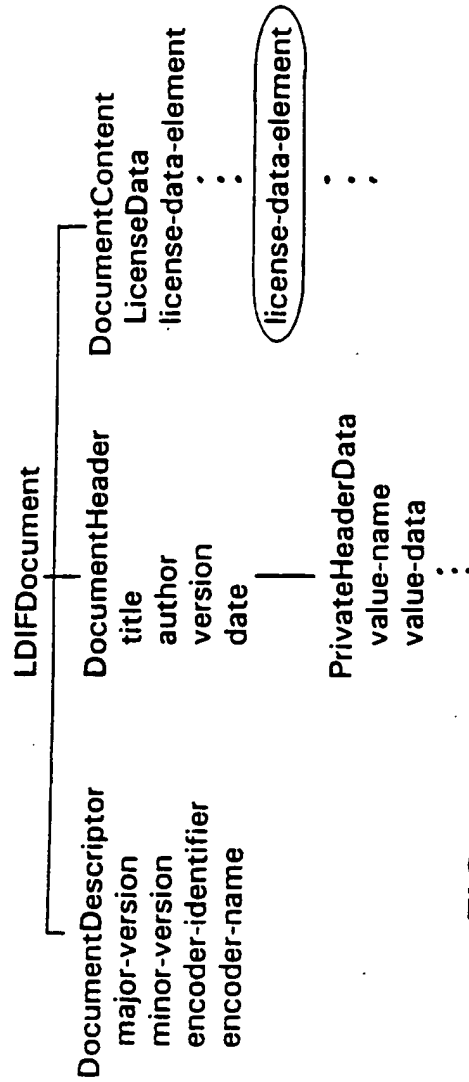 LDIFDocument
DocumentDescriptor
major-version
minor-version
encoder-identifier
encoder-name
DocumentHeader
title
author
version
date
PrivateHeaderData
value-name
value-data
DocumentContent
LicenseData
license-data-element
license-data-element